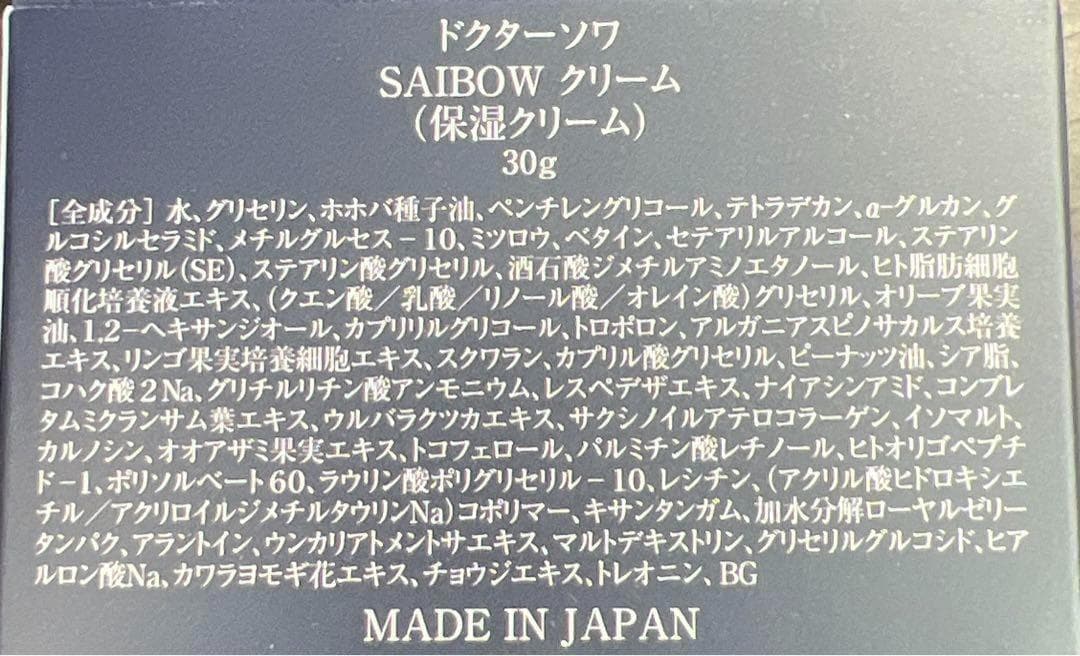 ドクターソワ
SAIBOW クリーム
（保湿クリーム）
30g
［全成分］水、グリセリン、ホホバ種子油、ペンチレングリコール、テトラデカン、α-グルカン、グ
ルコシルセラミド、メチルグルセス－10、ミツロウ、ベタイン、セテアリルアルコール、ステアリン
酸グリセリル（SE）、ステアリン酸グリセリル、酒石酸ジメチルアミノエタノール、ヒト脂肪細胞
順化培養液エキス、（クエン酸／乳酸／リノール酸／オレイン酸）グリセリル、オリーブ果実
油、1,2-ヘキサンジオール、カプリリルグリコール、トロポロン、アルガニアスピノサカルス培養
エキス、リンゴ果実培養細胞エキス、スクワラン、カプリル酸グリセリル、ピーナッツ油、シア脂、
コハク酸2Na、グリチルリチン酸アンモニウム、レスペデザエキス、ナイアシンアミド、コンブレ
タムミクランサム葉エキス、ウルバラクツカエキス、サクシノイルアテロコラーゲン、イソマルト、
カルノシン、オオアザミ果実エキス、トコフェロール、パルミチン酸レチノール、ヒトオリゴペプチ
ド-1、ポリソルベート60、ラウリン酸ポリグリセリル－10、レシチン、（アクリル酸ヒドロキシエ
チル／アクリロイルジメチルタウリンNa）コポリマー、キサンタンガム、加水分解ローヤルゼリー
タンパク、アラントイン、ウンカリアトメントサエキス、マルトデキストリン、グリセリルグルコシド、ヒア
ルロン酸Na、カワラヨモギ花エキス、チョウジエキス、トレオニン、BG
MADE IN JAPAN